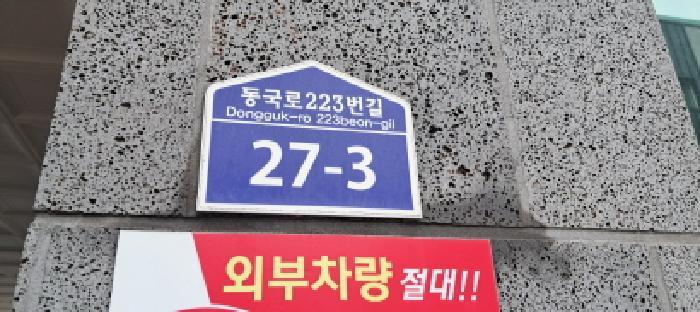 동국로223번길
Dongguk-ro 223beon-gil
27-3
외부차량 절대!!